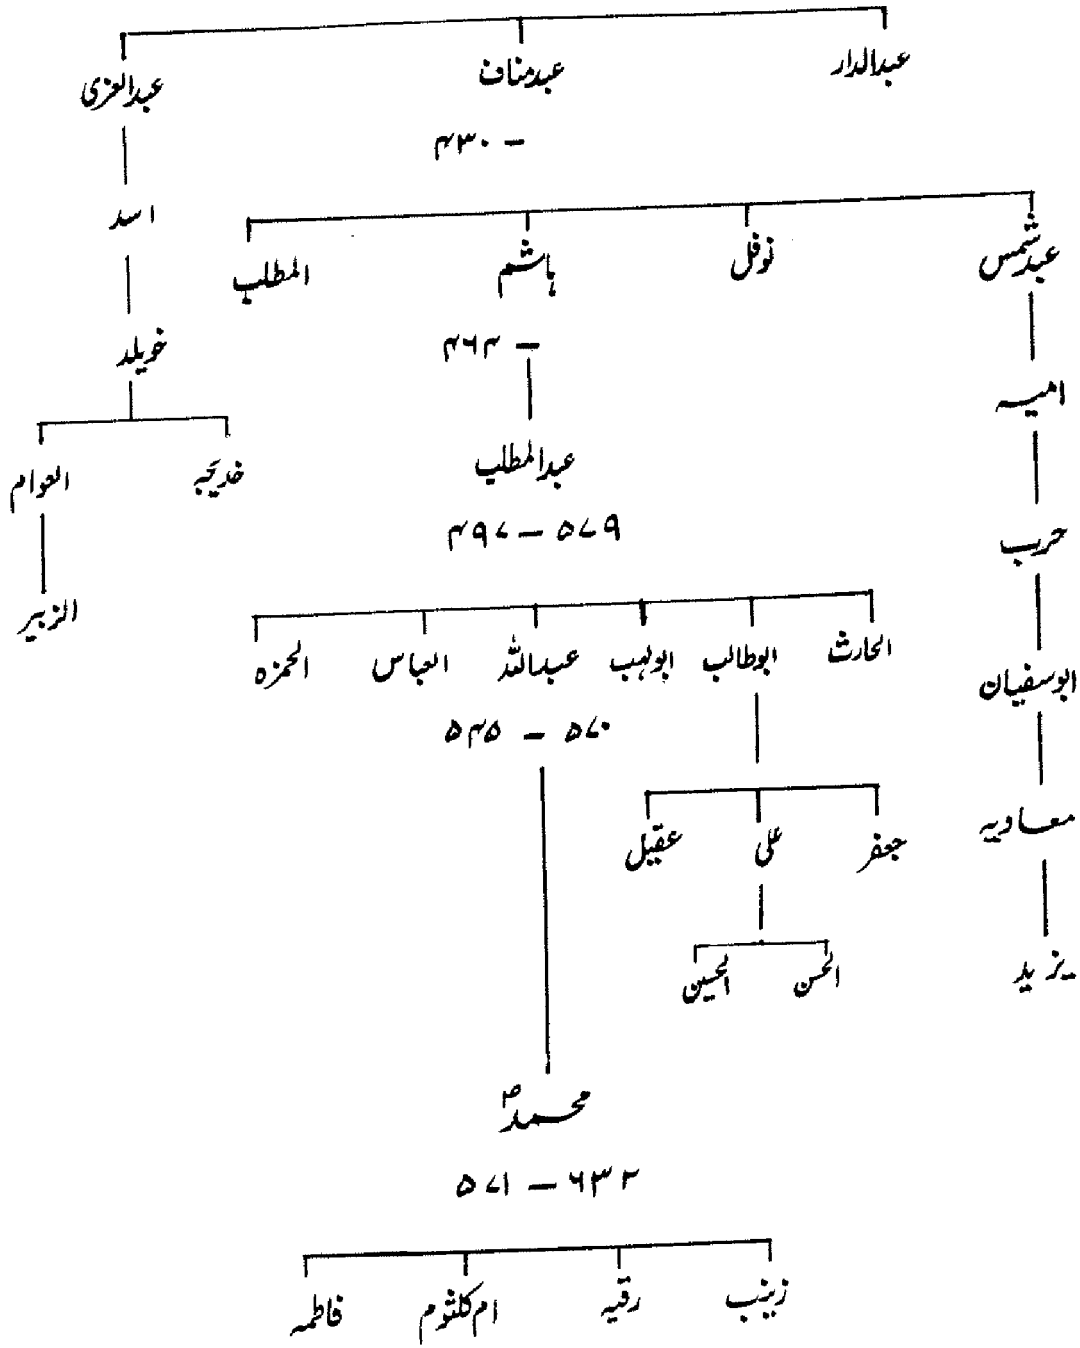 عبدالدار عبدمناف عبدالعزی
۴۳۰ –
اسد
عبدشمس نوفل ہاشم المطلب
۴۶۴ –
خویلد
امیہ
عبدالمطلب
خدیجہ العوام
۴۹۷ – ۵۷۹
حرب
الزبیر
الحارث ابوطالب ابولہب عبداللہ العباس الحمزہ
ابوسفیان
۵۴۵ – ۵۷۰
معاویہ
جعفر علی عقیل
یزید
الحسن الحسین
محمدؐ
۵۷۱ – ۶۳۲
زینب رقیہ ام کلثوم فاطمہ